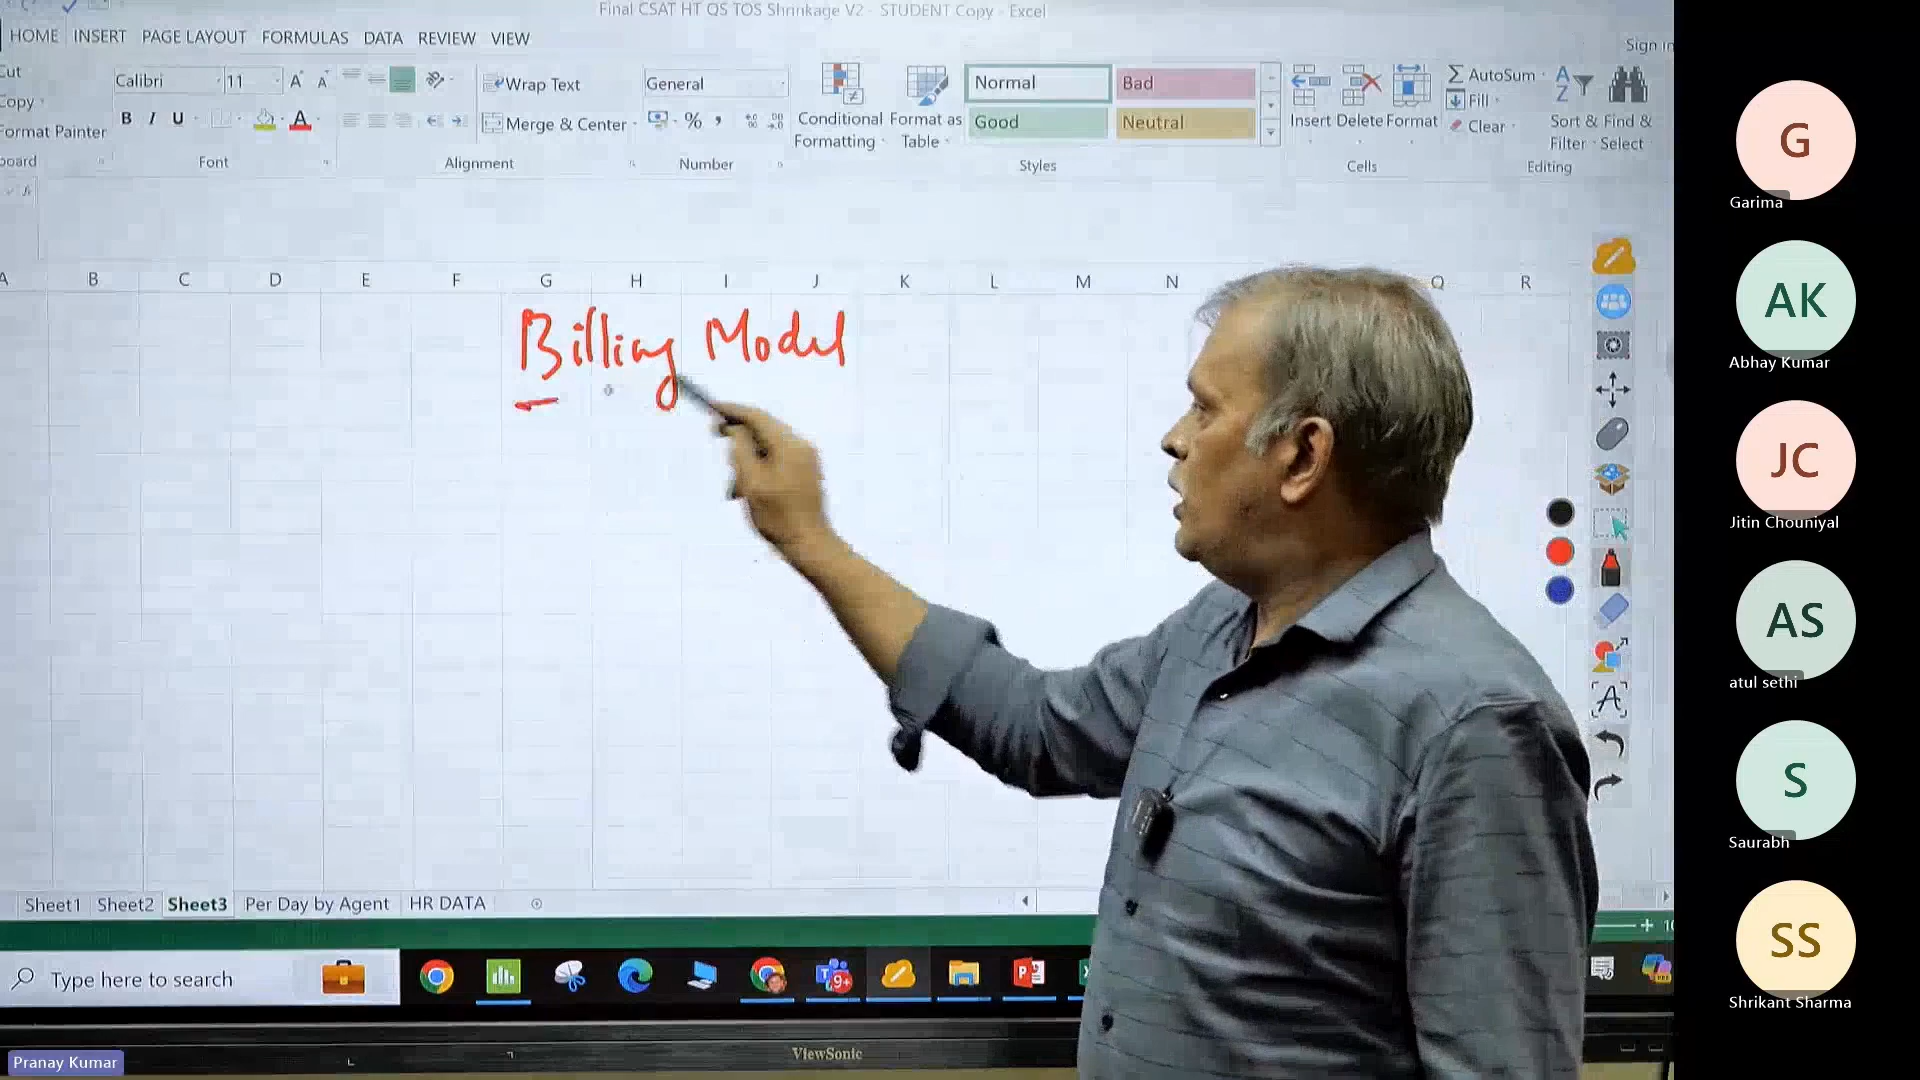 Final CSAT HT QS TOS Shrinkage V2 - STUDENT Copy - Excel
HOME INSERT PAGE LAYOUT FORMULAS DATA REVIEW VIEW
Sign in
Cut
Copy
Format Painter
Calibri 11
B I U
Wrap Text
Merge & Center
General
%
Conditional Formatting
Format as Table
Normal Bad
Good Neutral
Insert Delete Format
AutoSum
Fill
Clear
Sort & Filter
Find & Select
Font Alignment Number Styles Cells Editing
A B C D E F G H I J K L M N Q R
Billing Model
Sheet1 Sheet2 Sheet3 Per Day by Agent HR DATA
Type here to search
9+
ViewSonic
Pranay Kumar
G
Garima
AK
Abhay Kumar
JC
Jitin Chouniyal
AS
atul sethi
S
Saurabh
SS
Shrikant Sharma